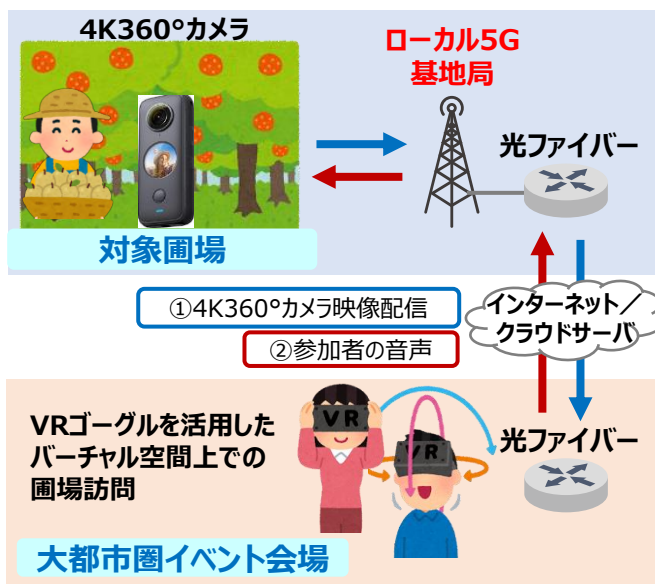 4K360°カメラ
ローカル5G
基地局
光ファイバー
対象圃場
①4K360°カメラ映像配信
②参加者の音声
インターネット／
クラウドサーバ
VRゴーグルを活用した
バーチャル空間上での
圃場訪問
VR
VR
光ファイバー
大都市圏イベント会場